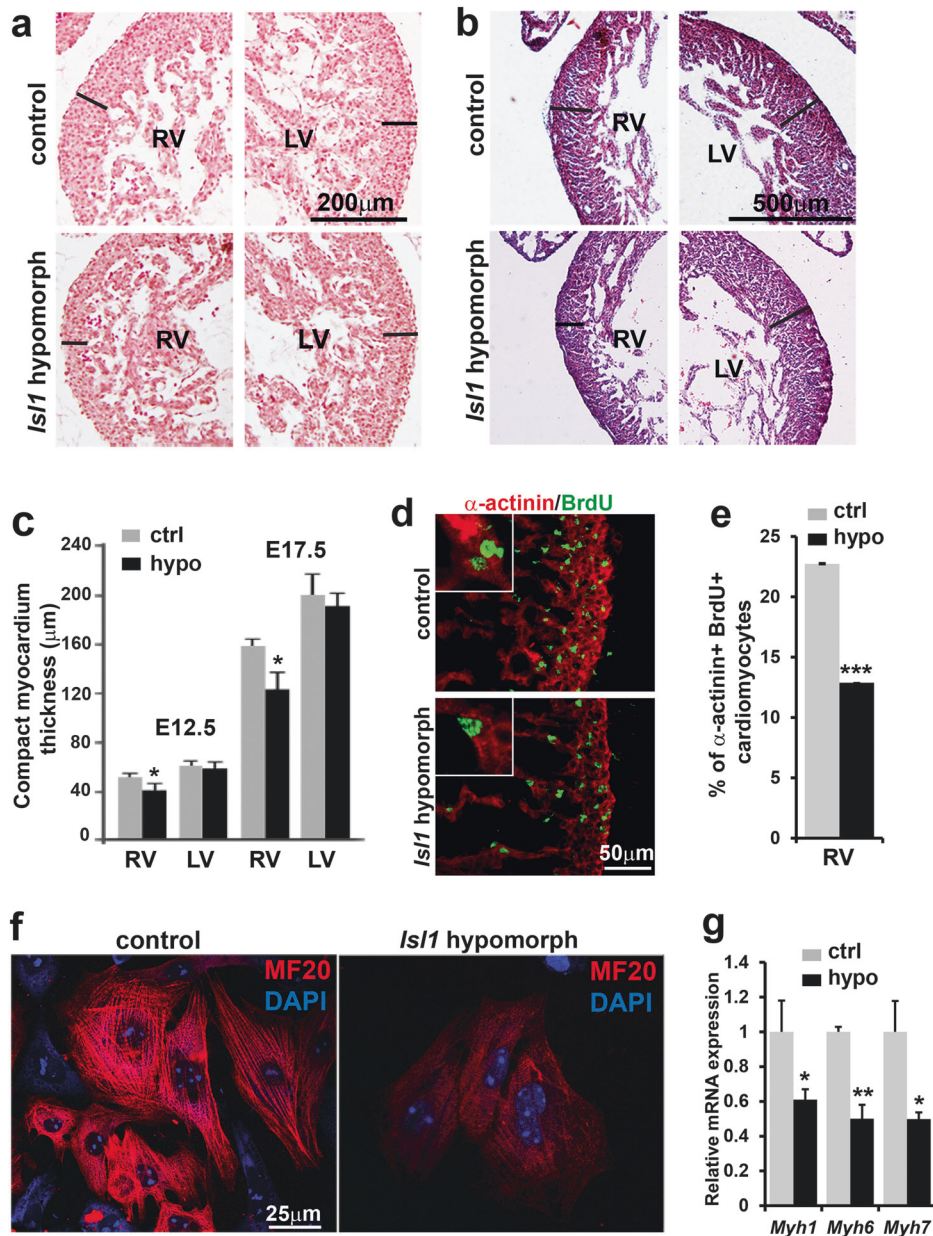 a
control
RV
LV
200μm
Isl1 hypomorph
RV
LV
b
control
RV
LV
500μm
Isl1 hypomorph
RV
LV
c
ctrl
hypo
E17.5
E12.5
Compact myocardium
thickness (μm)
240
200
160
120
80
40
0
*
*
RV
LV
RV
LV
d
α-actinin/BrdU
control
Isl1 hypomorph
50μm
e
ctrl
hypo
% of α-actinin+ BrdU+
cardiomyocytes
25
20
15
10
5
0
***
RV
f
control
Isl1 hypomorph
MF20
DAPI
MF20
DAPI
25μm
g
ctrl
hypo
Relative mRNA expression
1.4
1.2
1
0.8
0.6
0.4
0.2
0
*
**
*
Myh1
Myh6
Myh7